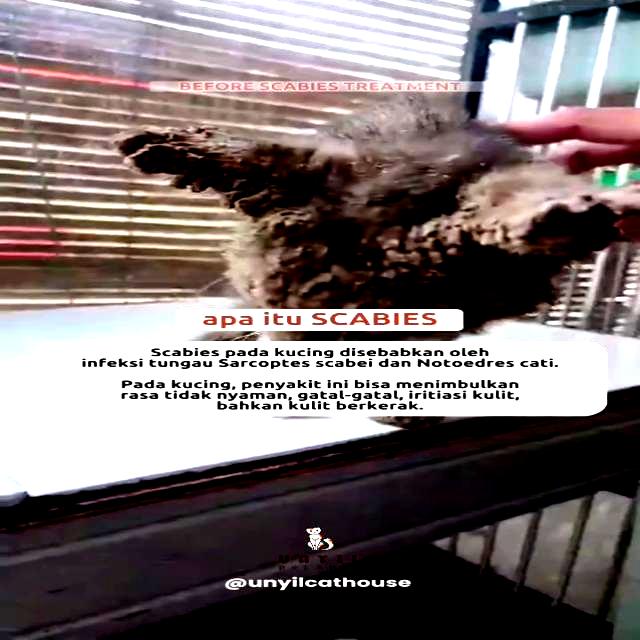 BEFORE SCABIES TREATMENT
apa itu SCABIES
Scabies pada kucing disebabkan oleh
infeksi tungau Sarcoptes scabei dan Notoedres cati.
Pada kucing, penyakit ini bisa menimbulkan
rasa tidak nyaman, gatal-gatal, iritiasi kulit,
bahkan kulit berkerak.
@unyilcathouse